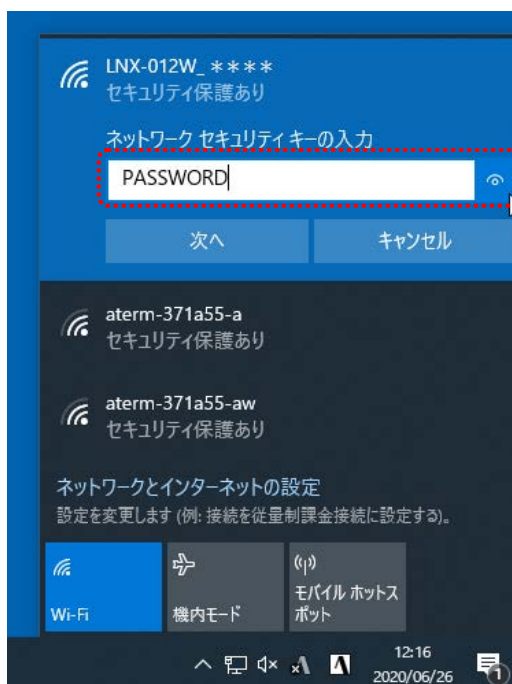 LNX-012W_＊＊＊＊
セキュリティ保護あり
ネットワーク セキュリティ キーの入力
PASSWORD
次へ
キャンセル
aterm-371a55-a
セキュリティ保護あり
aterm-371a55-aw
セキュリティ保護あり
ネットワークとインターネットの設定
設定を変更します (例: 接続を従量制課金接続に設定する)。
Wi-Fi
機内モード
モバイル ホットス
ポット
12:16
2020/06/26
1